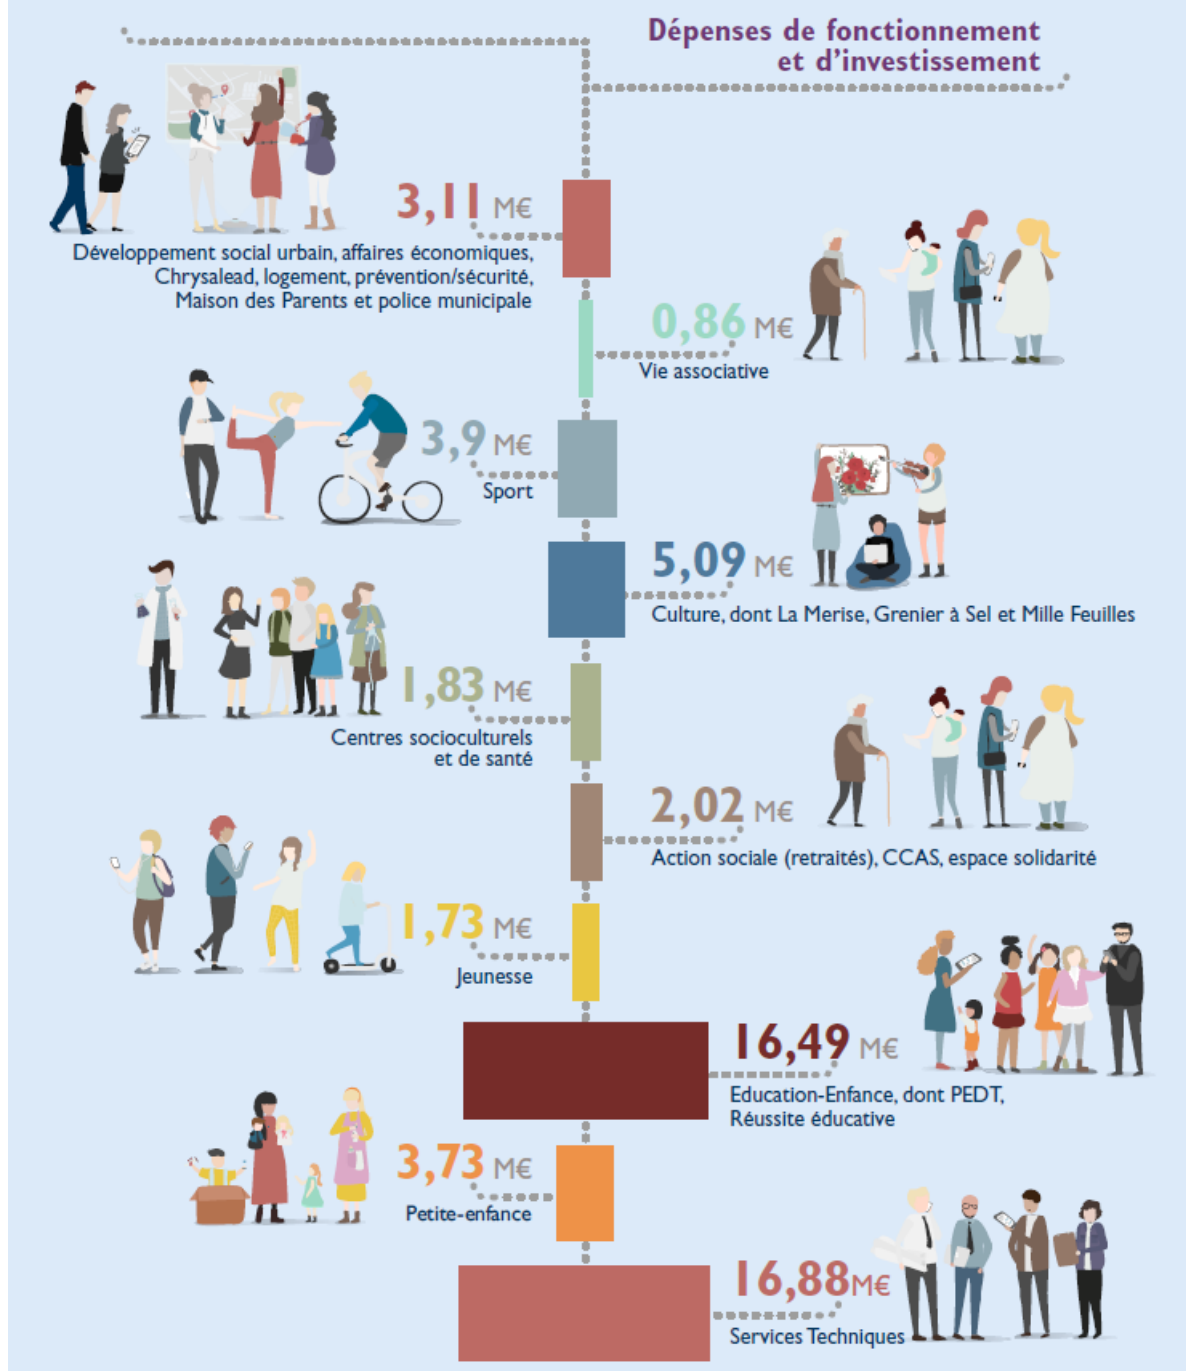 Dépenses de fonctionnement
et d'investissement
3,11 M€
Développement social urbain, affaires économiques,
Chrysalead, logement, prévention/sécurité,
Maison des Parents et police municipale
0,86 M€
Vie associative
3,9 M€
Sport
5,09 M€
Culture, dont La Merise, Grenier à Sel et Mille Feuilles
1,83 M€
Centres socioculturels
et de santé
2,02 M€
Action sociale (retraités), CCAS, espace solidarité
1,73 M€
Jeunesse
16,49 M€
Education-Enfance, dont PEDT,
Réussite éducative
3,73 M€
Petite-enfance
16,88M€
Services Techniques